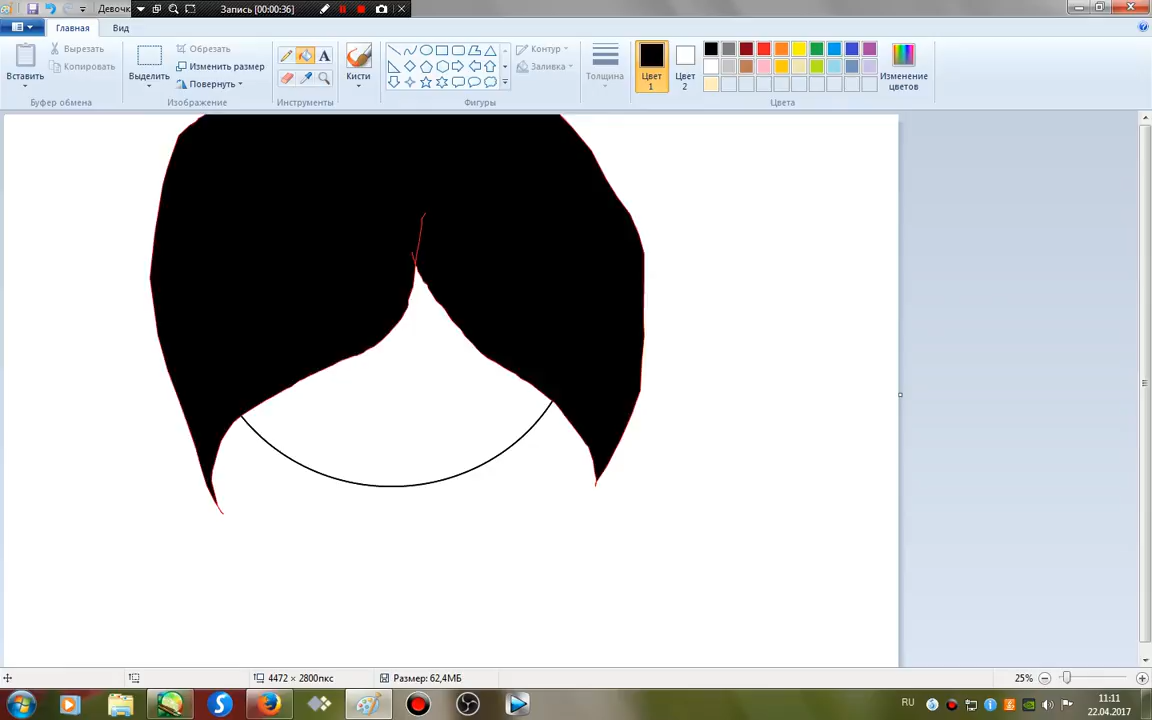 Девочк
Запись [00:00:36]
Главная
Вид
Вставить
Вырезать
Копировать
Буфер обмена
Выделить
Обрезать
Изменить размер
Повернуть
Изображение
A
Инструменты
Кисти
Контур
Заливка
Фигуры
Толщина
Цвет 1
Цвет 2
Изменение цветов
Цвета
4472 × 2800пкс
Размер: 62,4МБ
25%
RU
11:11
22.04.2017